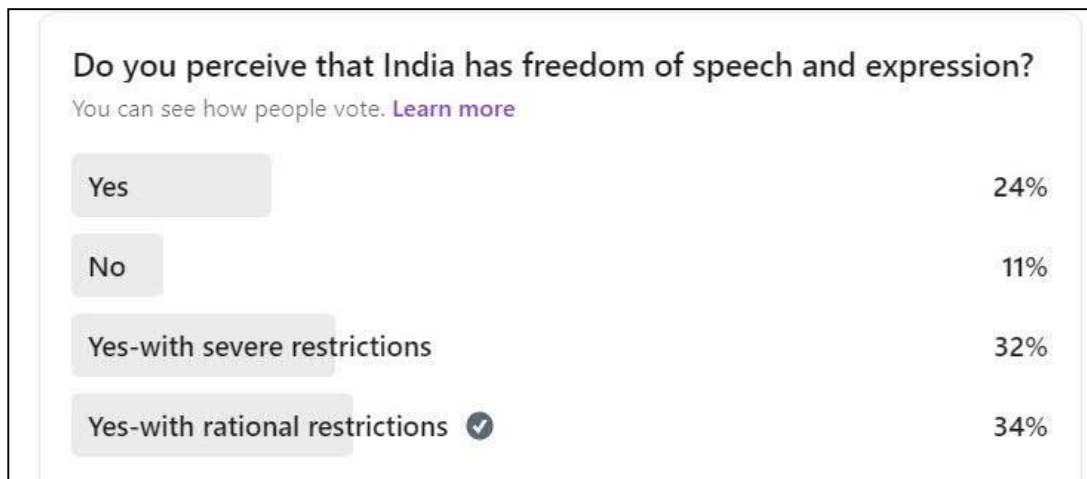 Do you perceive that India has freedom of speech and expression?
You can see how people vote. Learn more
Yes 24%
No 11%
Yes-with severe restrictions 32%
Yes-with rational restrictions 34%